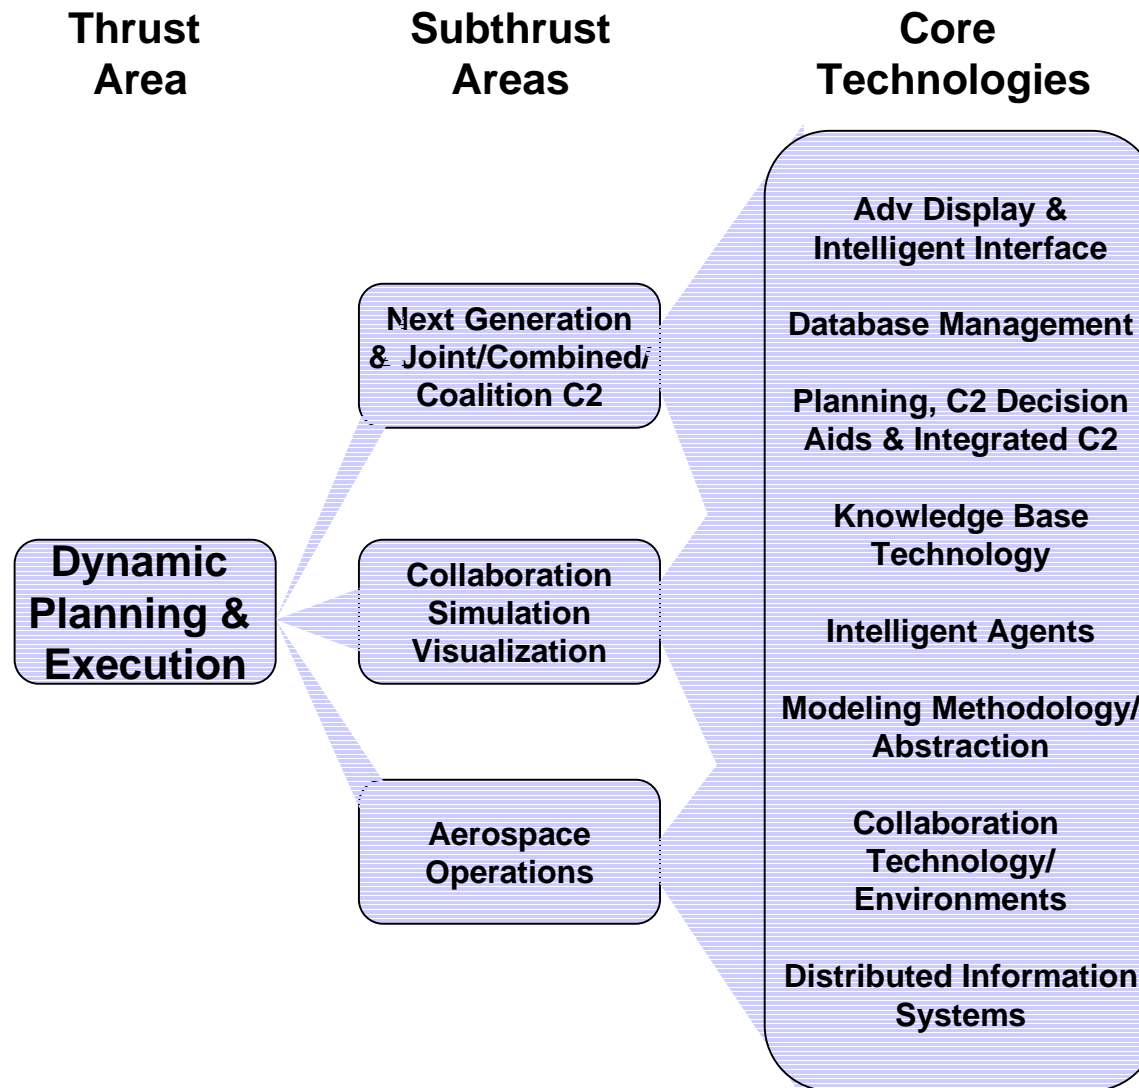 Thrust
Area
Subthrust
Areas
Core
Technologies
Dynamic
Planning &
Execution
Next Generation
& Joint/Combined/
Coalition C2
Collaboration
Simulation
Visualization
Aerospace
Operations
Adv Display &
Intelligent Interface
Database Management
Planning, C2 Decision
Aids & Integrated C2
Knowledge Base
Technology
Intelligent Agents
Modeling Methodology/
Abstraction
Collaboration
Technology/
Environments
Distributed Information
Systems